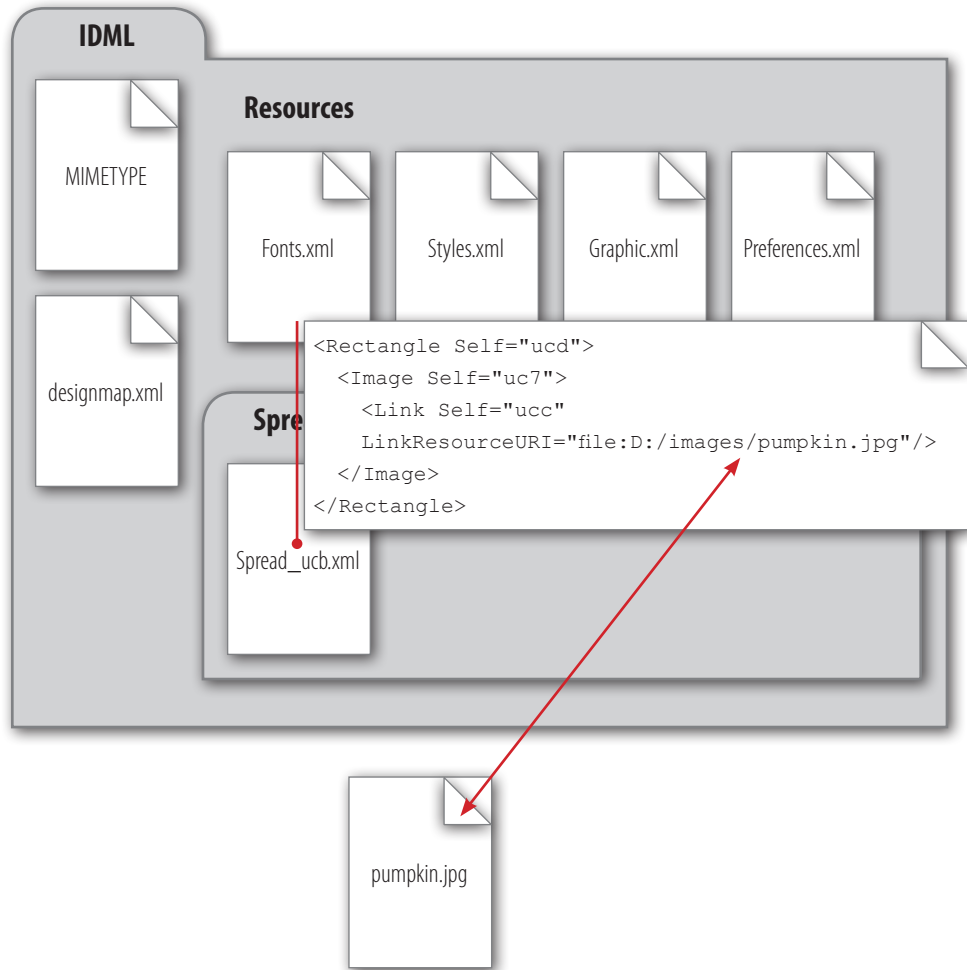 IDML
MIMETYPE
Resources
Fonts.xml
Styles.xml
Graphic.xml
Preferences.xml
designmap.xml
<Rectangle Self="ucd">
<Image Self="uc7">
<Link Self="ucc"
LinkResourceURI="file:D:/images/pumpkin.jpg"/>
</Image>
</Rectangle>
Spre
Spread_ucb.xml
pumpkin.jpg